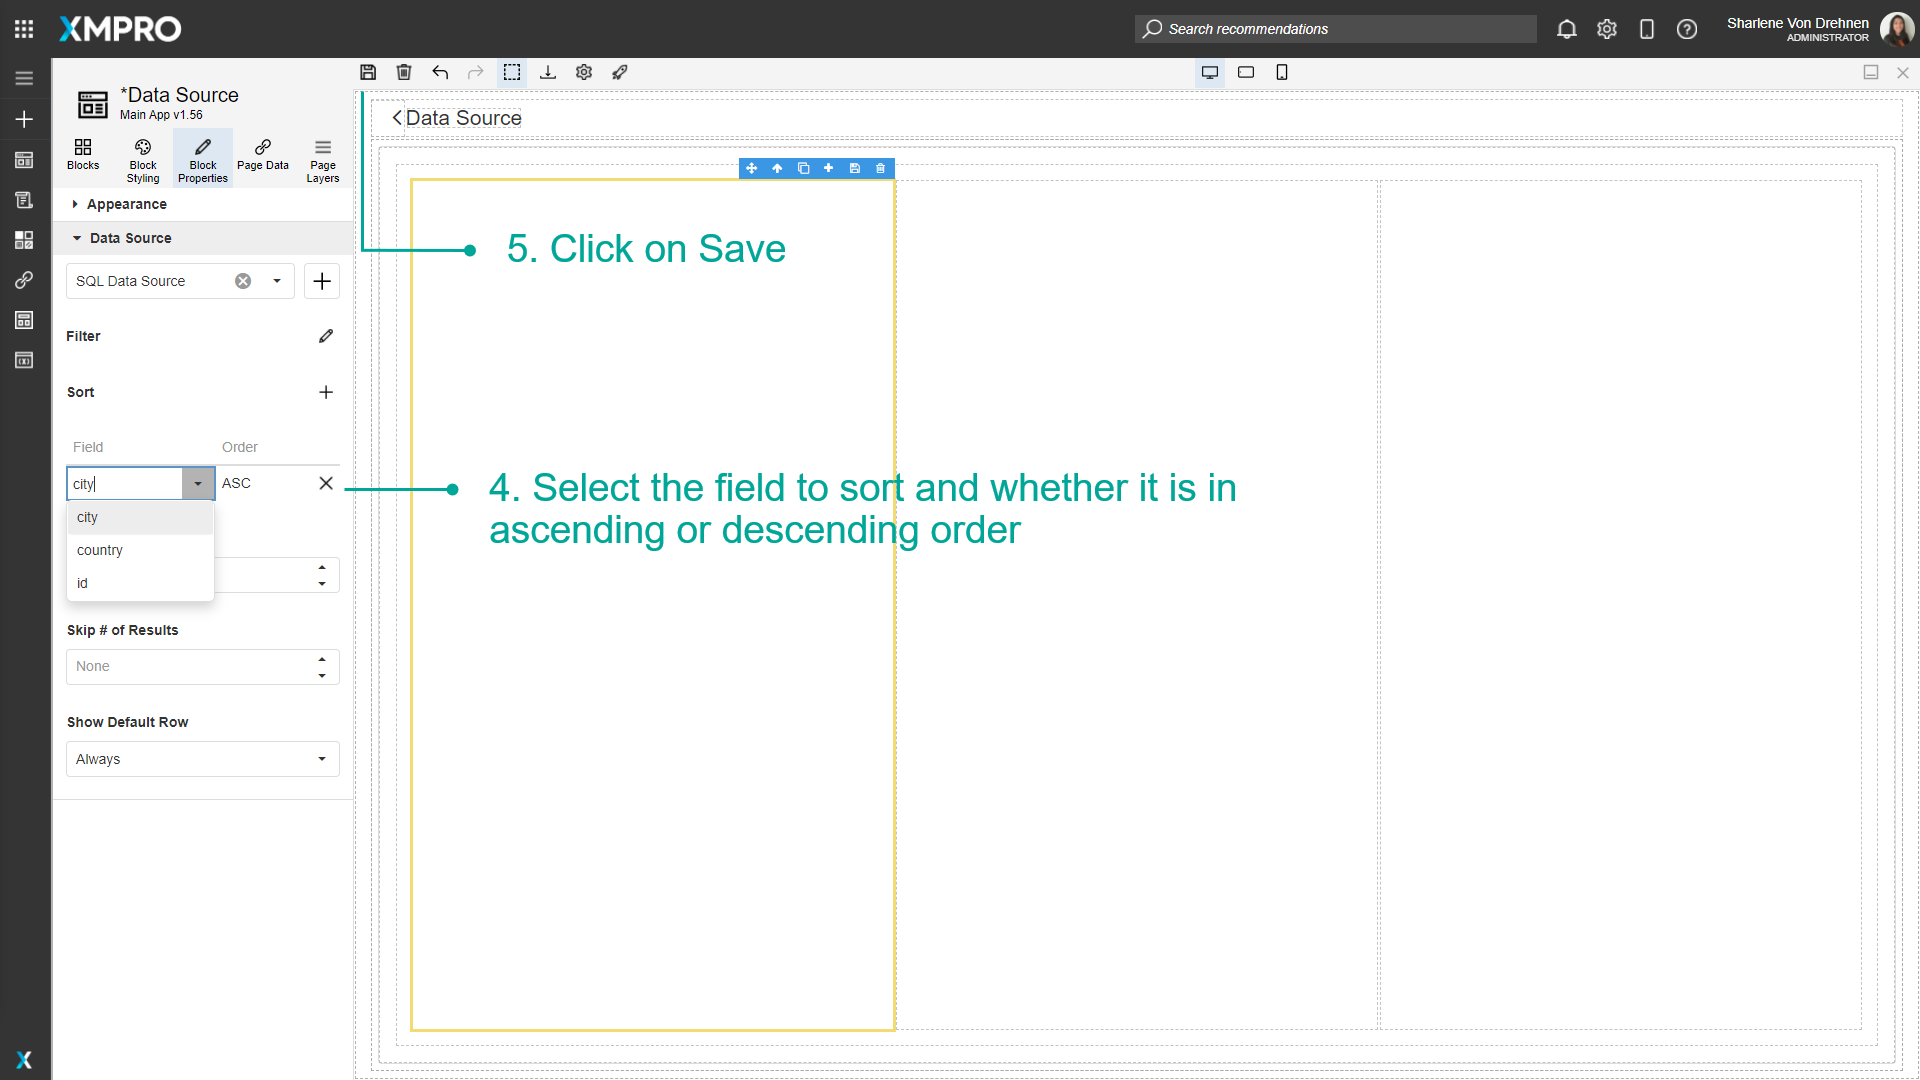 XMPRO
Search recommendations
Sharlene Von Drehnen
ADMINISTRATOR
*Data Source
Main App v1.56
Blocks
Block
Styling
Block
Properties
Page Data
Page
Layers
Appearance
Data Source
SQL Data Source
Filter
Sort
Field
Order
city
ASC
city
country
id
Skip # of Results
None
Show Default Row
Always
Data Source
5. Click on Save
4. Select the field to sort and whether it is in
ascending or descending order